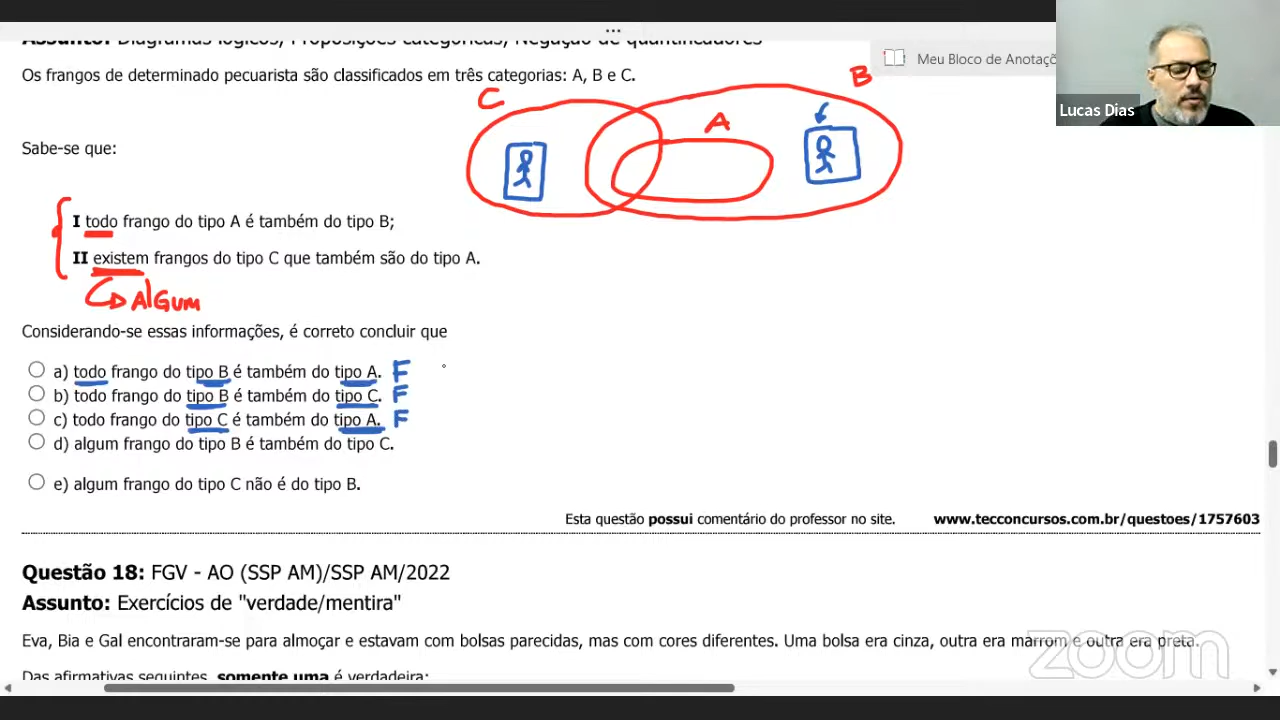 Assunto: Diagramas lógicos, Proposições categóricas, Negação de quantificadores
Meu Bloco de Anotaçõ
Os frangos de determinado pecuarista são classificados em três categorias: A, B e C.
Lucas Dias
C
A
B
Sabe-se que:
I todo frango do tipo A é também do tipo B;
II existem frangos do tipo C que também são do tipo A.
AlGUM
Considerando-se essas informações, é correto concluir que
a) todo frango do tipo B é também do tipo A. F
b) todo frango do tipo B é também do tipo C. F
c) todo frango do tipo C é também do tipo A. F
d) algum frango do tipo B é também do tipo C.
e) algum frango do tipo C não é do tipo B.
Esta questão possui comentário do professor no site. www.tecconcursos.com.br/questoes/1757603
Questão 18: FGV - AO (SSP AM)/SSP AM/2022
Assunto: Exercícios de "verdade/mentira"
Eva, Bia e Gal encontraram-se para almoçar e estavam com bolsas parecidas, mas com cores diferentes. Uma bolsa era cinza, outra era marrom e outra era preta.
zoom
Das afirmativas seguintes, somente uma é verdadeira: